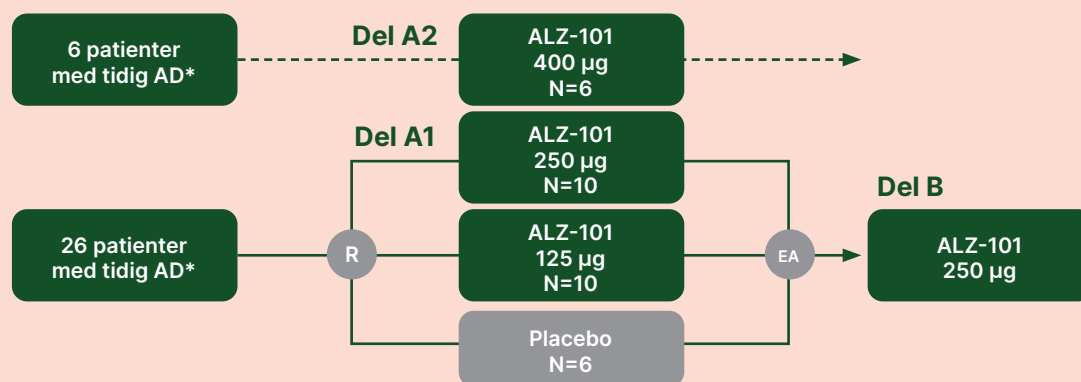 6 patienter
med tidig AD*
Del A2
ALZ-101
400 µg
N=6
Del A1
ALZ-101
250 µg
N=10
26 patienter
med tidig AD*
R
ALZ-101
125 µg
N=10
EA
Del B
ALZ-101
250 µg
Placebo
N=6